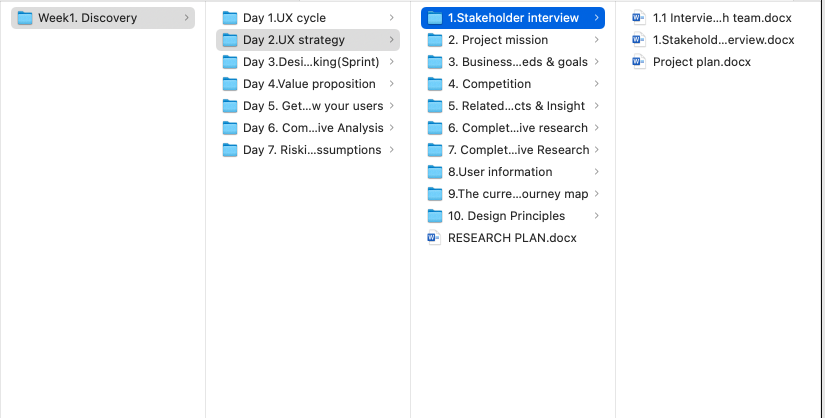 Week1. Discovery
Day 1.UX cycle
Day 2.UX strategy
Day 3.Desi...king(Sprint)
Day 4.Value proposition
Day 5. Get...w your users
Day 6. Com...ive Analysis
Day 7. Riski...ssumptions
1.Stakeholder interview
2. Project mission
3. Business...eds & goals
4. Competition
5. Related...cts & Insight
6. Complet...ive research
7. Complet...ive Research
8.User information
9.The curre...ourney map
10. Design Principles
RESEARCH PLAN.docx
1.1 Intervie...h team.docx
1.Stakehold...erview.docx
Project plan.docx